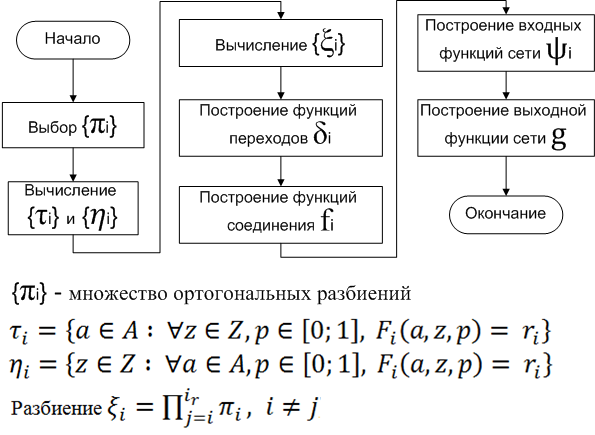 Начало
Выбор {πi}
Вычисление
{τi} и {ηi}
Вычисление {ξi}
Построение функций
переходов δi
Построение функций
соединения fi
Построение входных
функций сети ψi
Построение выходной
функции сети g
Окончание
{πi} - множество ортогональных разбиений
τᵢ = {a ∈ A : ∀z ∈ Z, p ∈ [0; 1], Fᵢ(a, z, p) = rᵢ}
ηᵢ = {z ∈ Z : ∀a ∈ A, p ∈ [0; 1], Fᵢ(a, z, p) = rᵢ}
Разбиение ξᵢ = ∏_{j=i}^{i_r} πᵢ , i ≠ j